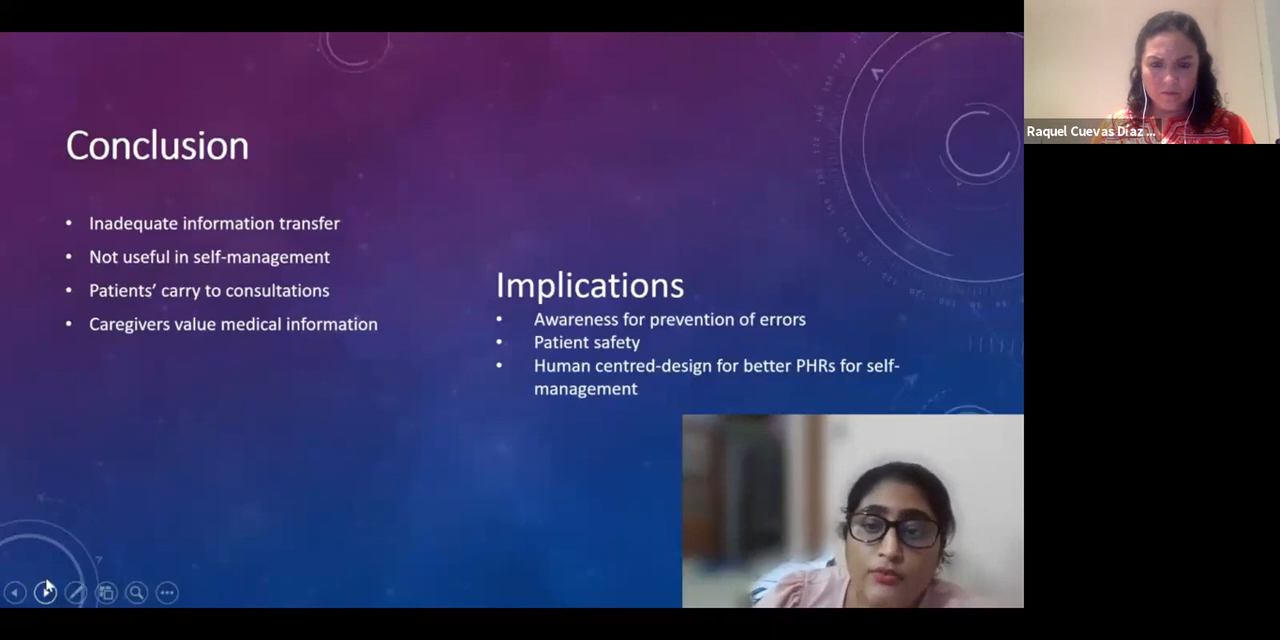 Conclusion
• Inadequate information transfer
• Not useful in self-management
• Patients’ carry to consultations
• Caregivers value medical information
Implications
• Awareness for prevention of errors
• Patient safety
• Human centred-design for better PHRs for self-
management
Raquel Cuevas Díaz ...